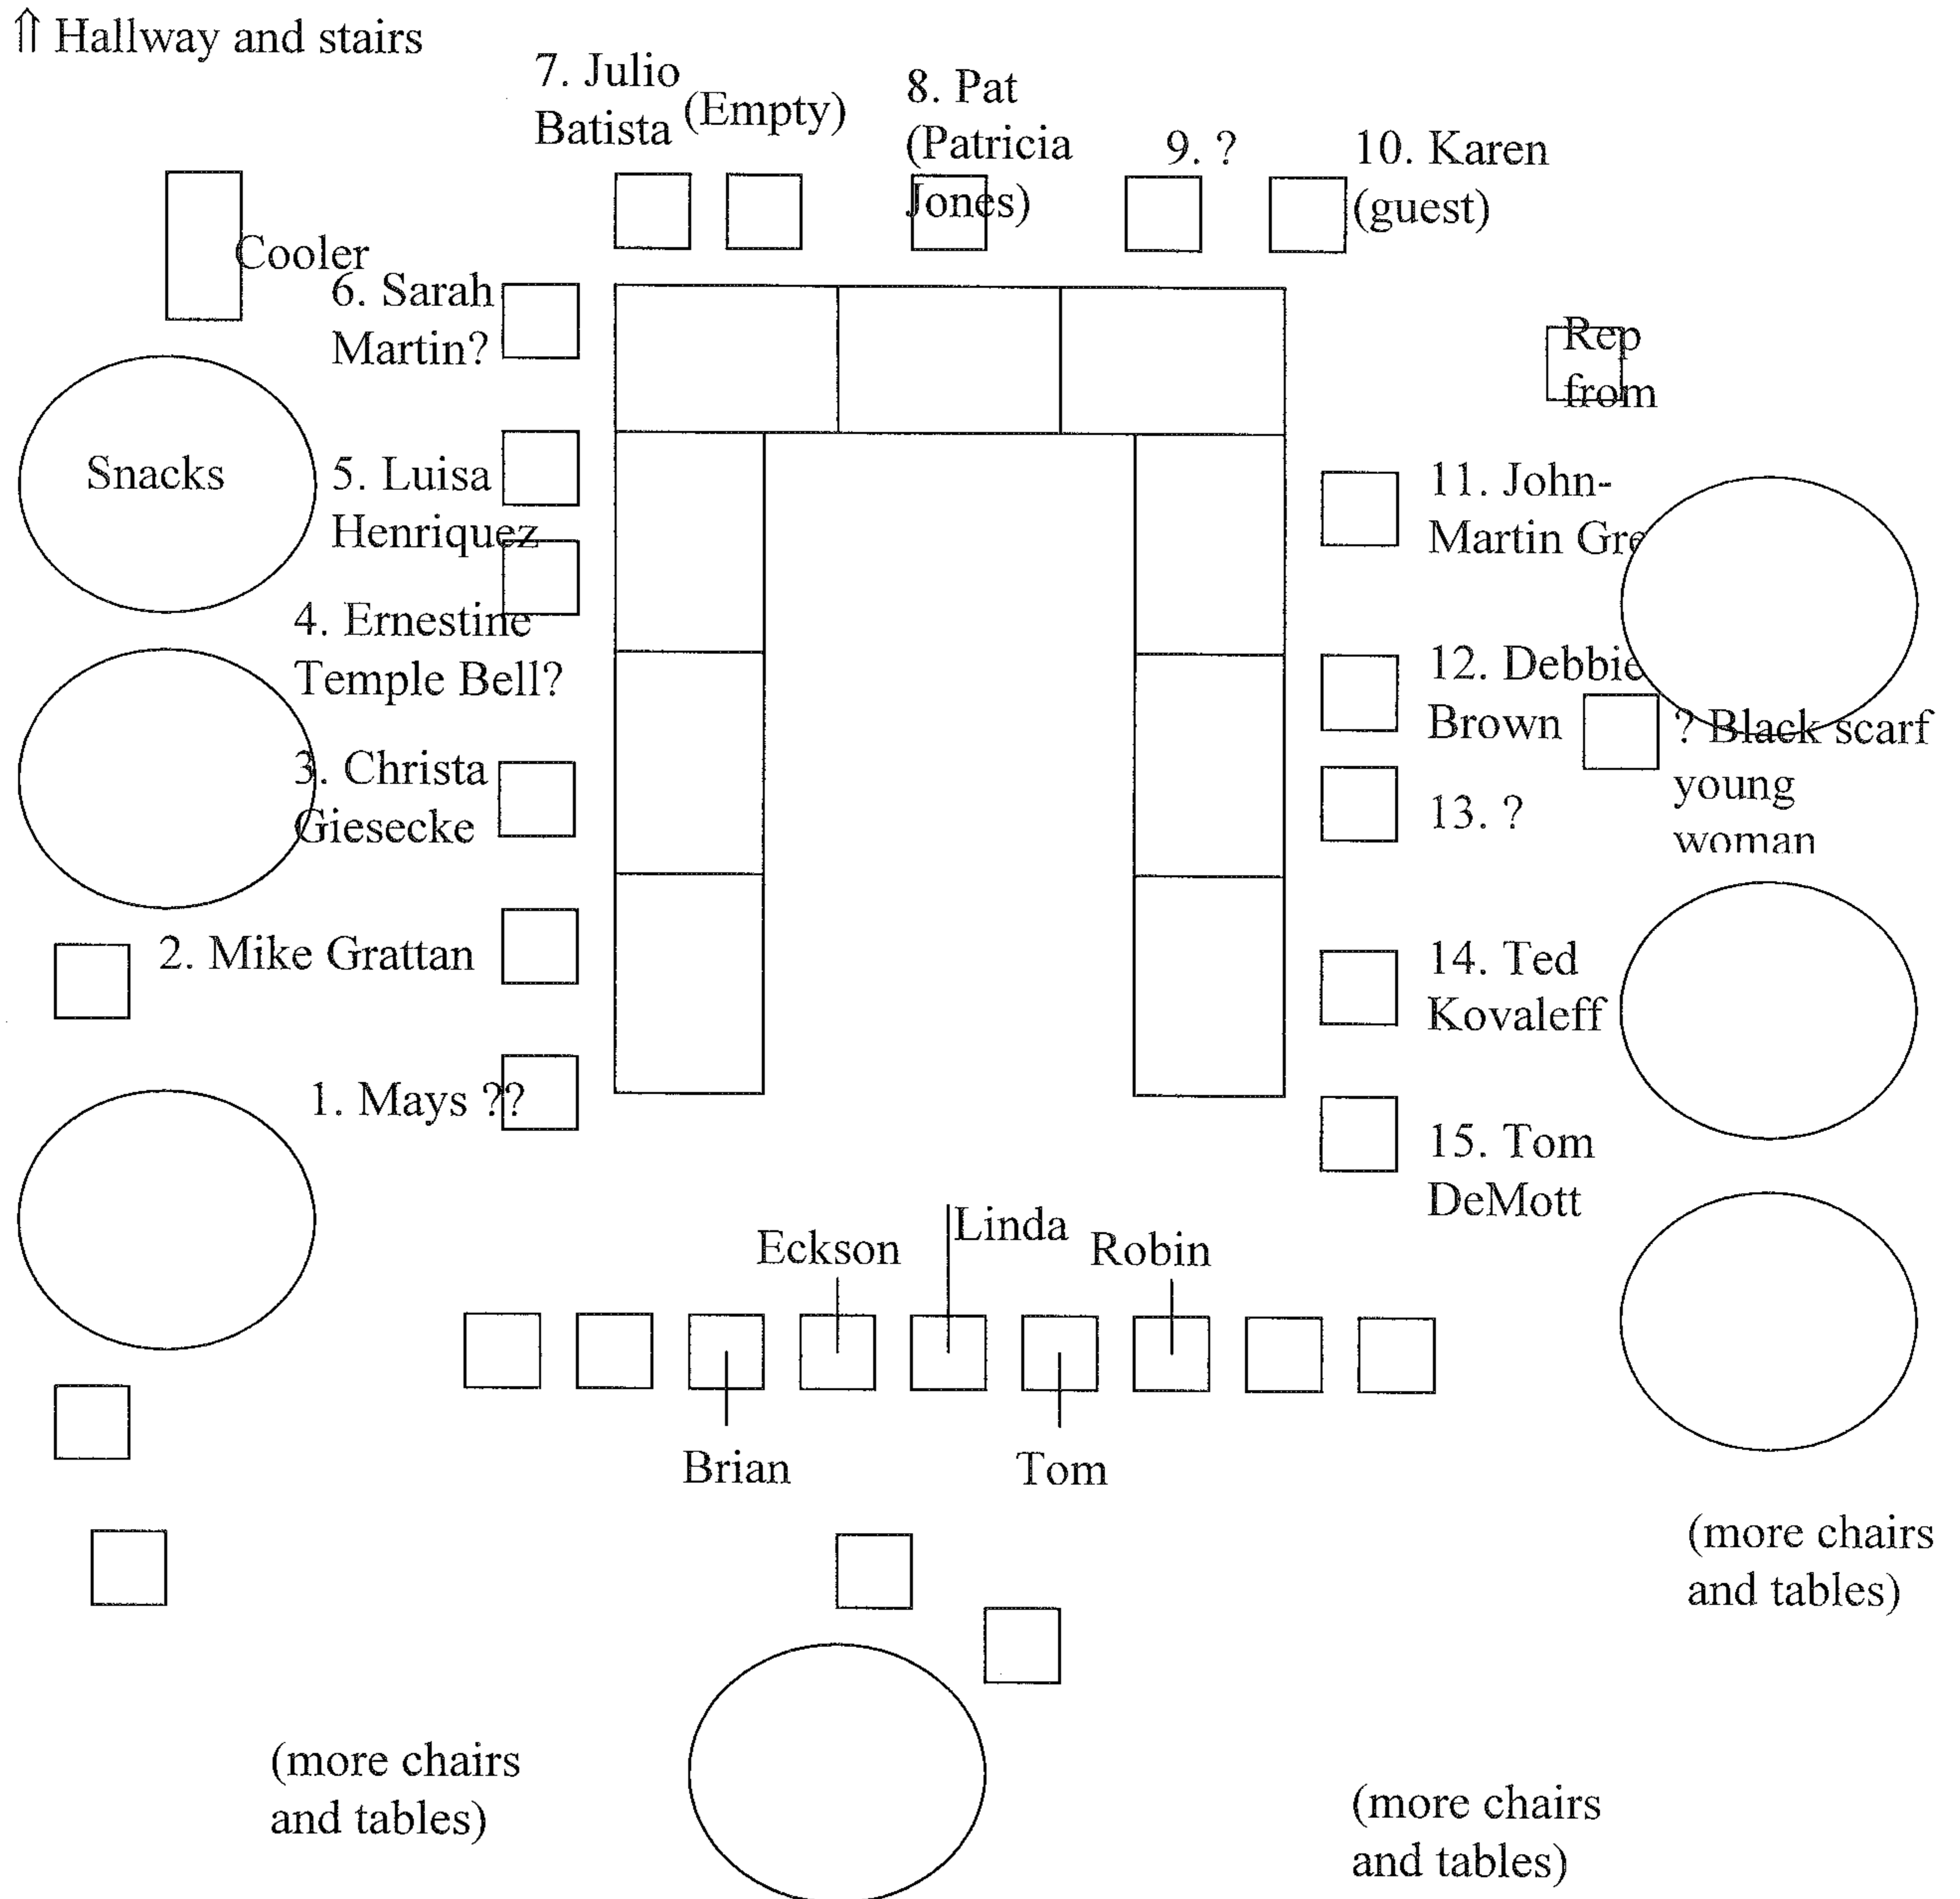 ⇑ Hallway and stairs
7. Julio
Batista
(Empty)
8. Pat
(Patricia
Jones)
9. ?
10. Karen
(guest)
Cooler
6. Sarah
Martin?
Rep
from
Snacks
5. Luisa
Henriquez
11. John-
Martin Gre
4. Ernestine
Temple Bell?
12. Debbie
Brown
? Black scarf
young
woman
3. Christa
Giesecke
13. ?
2. Mike Grattan
14. Ted
Kovaleff
1. Mays ??
15. Tom
DeMott
Eckson
Linda
Robin
Brian
Tom
(more chairs
and tables)
(more chairs
and tables)
(more chairs
and tables)